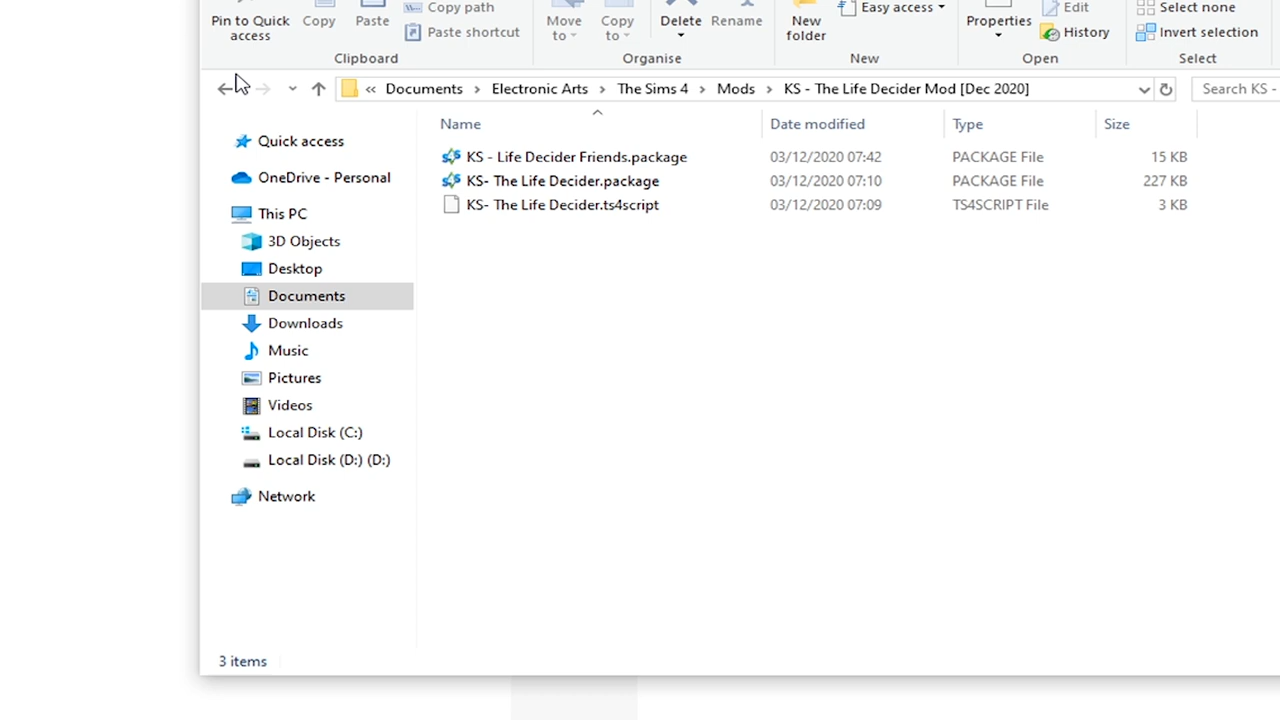 Pin to Quick access
Copy
Paste
Copy path
Paste shortcut
Move to
Copy to
Delete
Rename
New folder
Easy access
Properties
Edit
History
Select none
Invert selection
Clipboard
Organise
New
Open
Select
« Documents > Electronic Arts > The Sims 4 > Mods > KS - The Life Decider Mod [Dec 2020]
Search KS -
Name Date modified Type Size
KS - Life Decider Friends.package 03/12/2020 07:42 PACKAGE File 15 KB
KS- The Life Decider.package 03/12/2020 07:10 PACKAGE File 227 KB
KS- The Life Decider.ts4script 03/12/2020 07:09 TS4SCRIPT File 3 KB
Quick access
OneDrive - Personal
This PC
3D Objects
Desktop
Documents
Downloads
Music
Pictures
Videos
Local Disk (C:)
Local Disk (D:) (D:)
Network
3 items